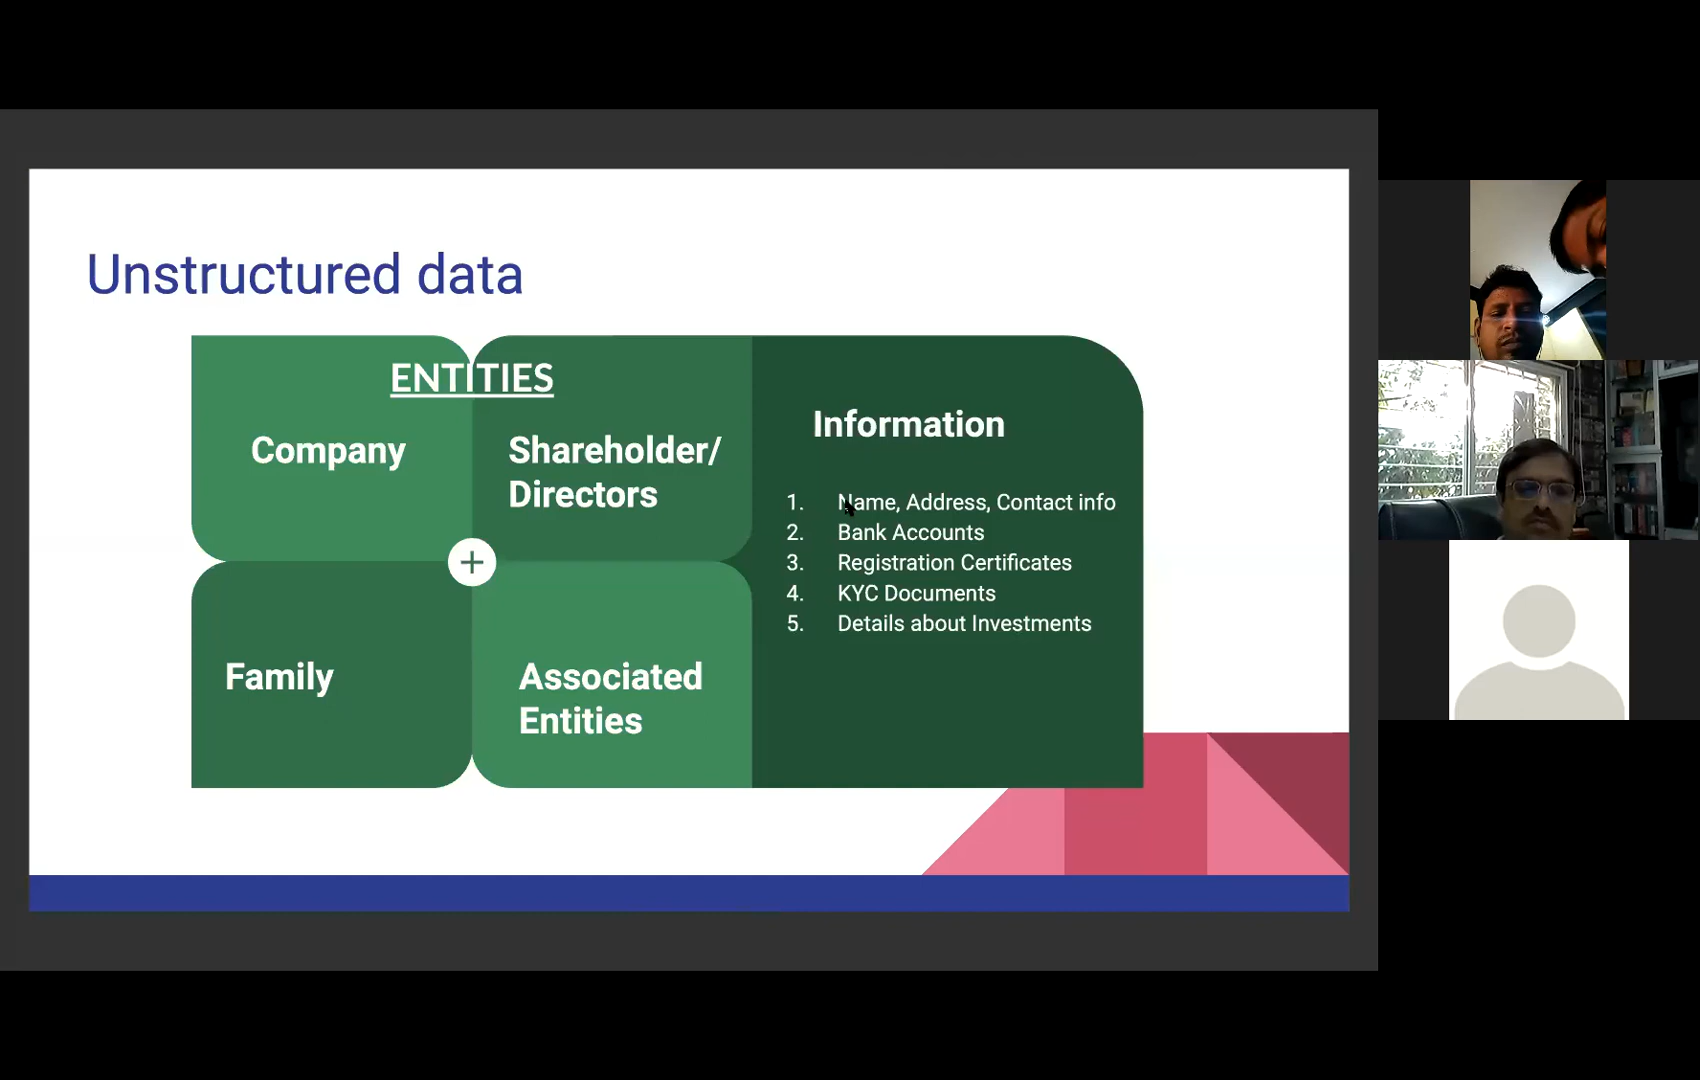 Unstructured data
ENTITIES
Company
Shareholder/
Directors
Family
Associated
Entities
Information
1. Name, Address, Contact info
2. Bank Accounts
3. Registration Certificates
4. KYC Documents
5. Details about Investments